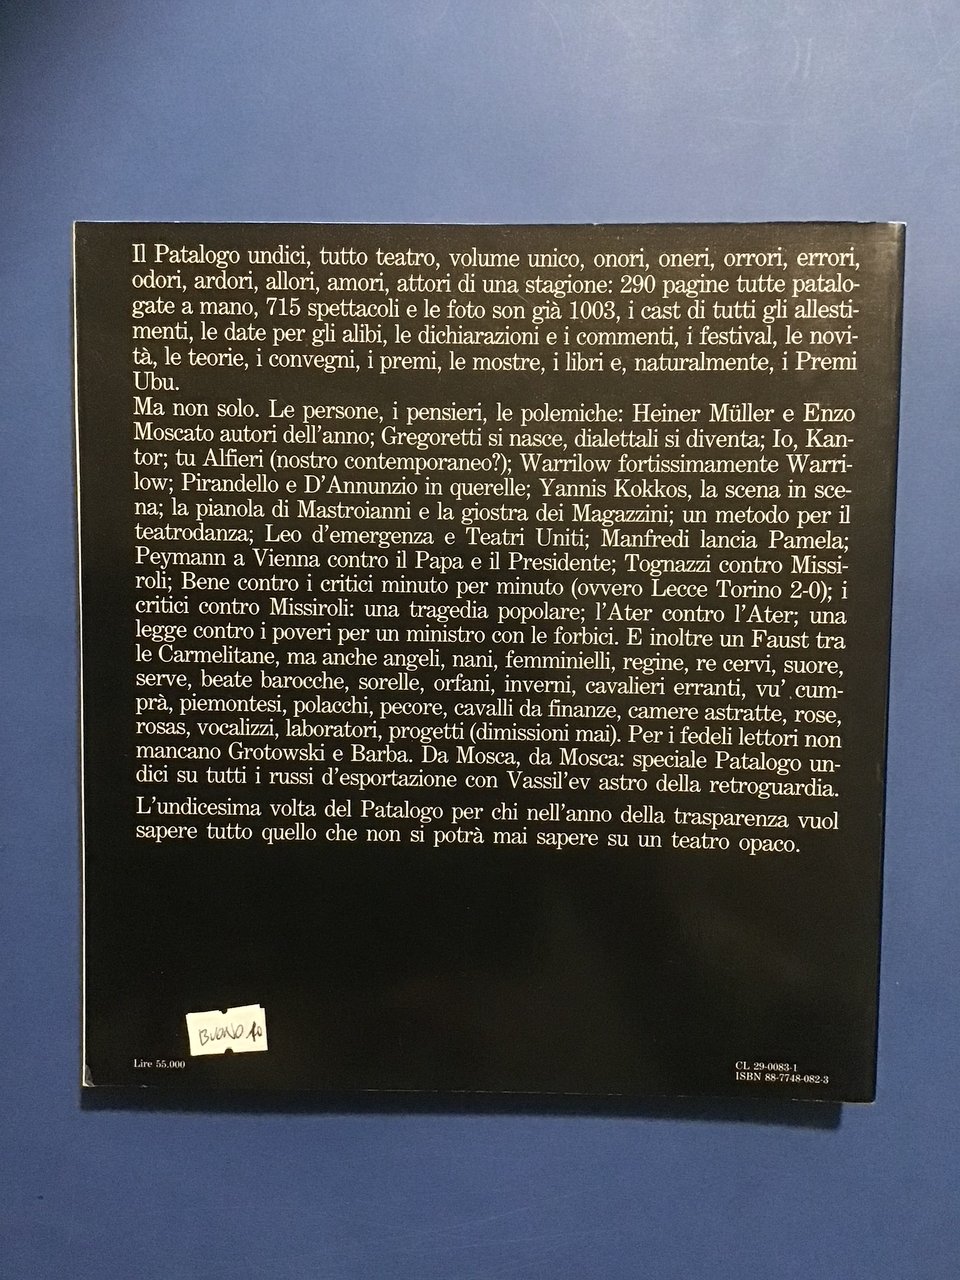 Il Patalogo undici, tutto teatro, volume unico, onori, oneri, orrori, errori,
odori, ardori, allori, amori, attori di una stagione: 290 pagine tutte patalo-
gate a mano, 715 spettacoli e le foto son già 1003, i cast di tutti gli allesti-
menti, le date per gli alibi, le dichiarazioni e i commenti, i festival, le novi-
tà, le teorie, i convegni, i premi, le mostre, i libri e, naturalmente, i Premi
Ubu.
Ma non solo. Le persone, i pensieri, le polemiche: Heiner Müller e Enzo
Moscato autori dell'anno; Gregoretti si nasce, dialettali si diventa; Io, Kan-
tor; tu Alfieri (nostro contemporaneo?); Warrilow fortissimamente Warri-
low; Pirandello e D'Annunzio in querelle; Yannis Kokkos, la scena in sce-
na; la pianola di Mastroianni e la giostra dei Magazzini; un metodo per il
teatrodanza; Leo d'emergenza e Teatri Uniti; Manfredi lancia Pamela;
Peymann a Vienna contro il Papa e il Presidente; Tognazzi contro Missi-
roli; Bene contro i critici minuto per minuto (ovvero Lecce Torino 2-0); i
critici contro Missiroli: una tragedia popolare; l'Ater contro l'Ater; una
legge contro i poveri per un ministro con le forbici. E inoltre un Faust tra
le Carmelitane, ma anche angeli, nani, femminielli, regine, re cervi, suore,
serve, beate barocche, sorelle, orfani, inverni, cavalieri erranti, vu' cum-
prà, piemontesi, polacchi, pecore, cavalli da finanze, camere astratte, rose,
rosas, vocalizzi, laboratori, progetti (dimissioni mai). Per i fedeli lettori non
mancano Grotowski e Barba. Da Mosca, da Mosca: speciale Patalogo un-
dici su tutti i russi d'esportazione con Vassil'ev astro della retroguardia.
L'undicesima volta del Patalogo per chi nell'anno della trasparenza vuol
sapere tutto quello che non si potrà mai sapere su un teatro opaco.
BUONO 10
Lire 55.000
CL 29-0083-1
ISBN 88-7748-082-3